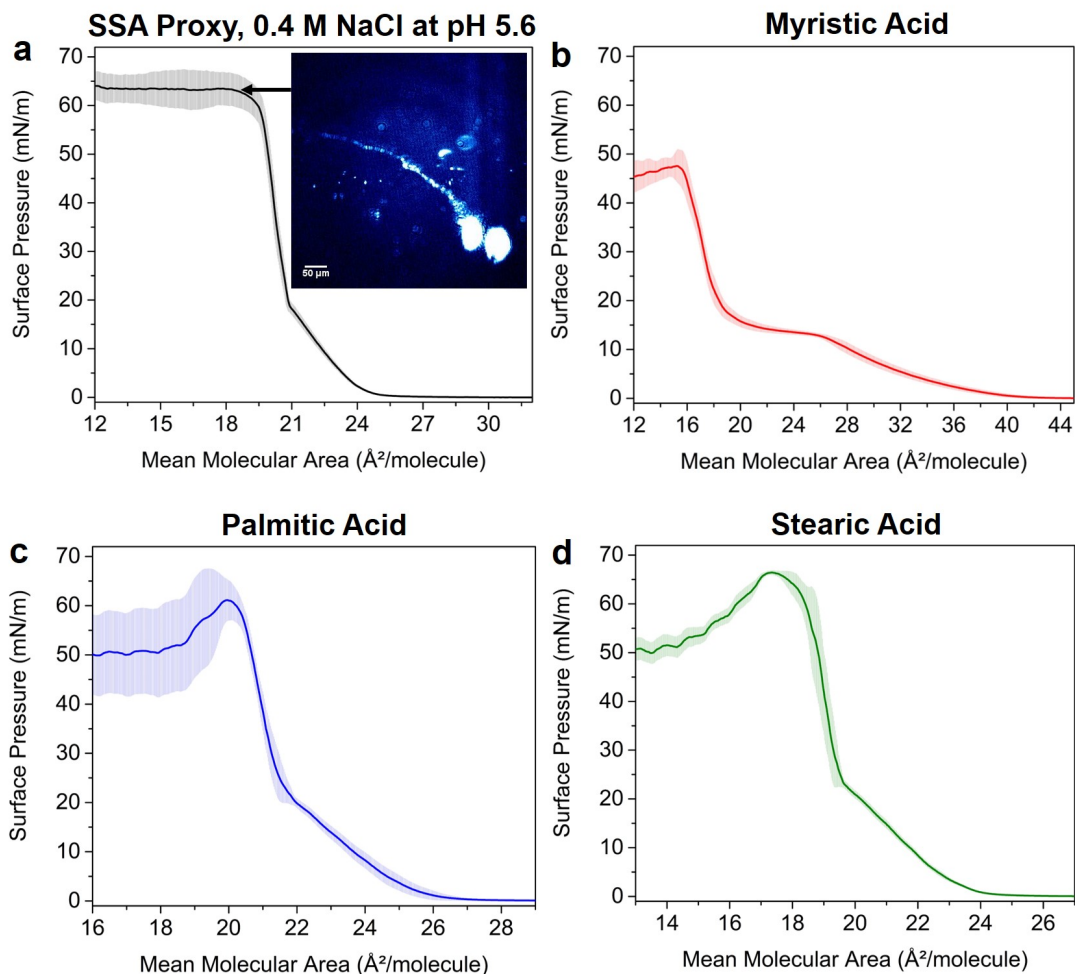 SSA Proxy, 0.4 M NaCl at pH 5.6
a
70
60
50
40
30
20
10
0
Surface Pressure (mN/m)
50 µm
12 15 18 21 24 27 30
Mean Molecular Area (Å²/molecule)
Myristic Acid
b
70
60
50
40
30
20
10
0
Surface Pressure (mN/m)
12 16 20 24 28 32 36 40 44
Mean Molecular Area (Å²/molecule)
Palmitic Acid
c
70
60
50
40
30
20
10
0
Surface Pressure (mN/m)
16 18 20 22 24 26 28
Mean Molecular Area (Å²/molecule)
Stearic Acid
d
70
60
50
40
30
20
10
0
Surface Pressure (mN/m)
14 16 18 20 22 24 26
Mean Molecular Area (Å²/molecule)